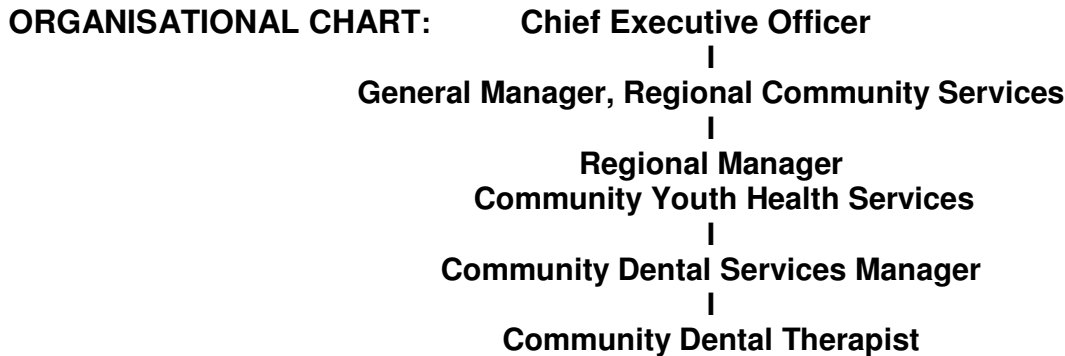 ORGANISATIONAL CHART: Chief Executive Officer
I
General Manager, Regional Community Services
I
Regional Manager
Community Youth Health Services
I
Community Dental Services Manager
I
Community Dental Therapist